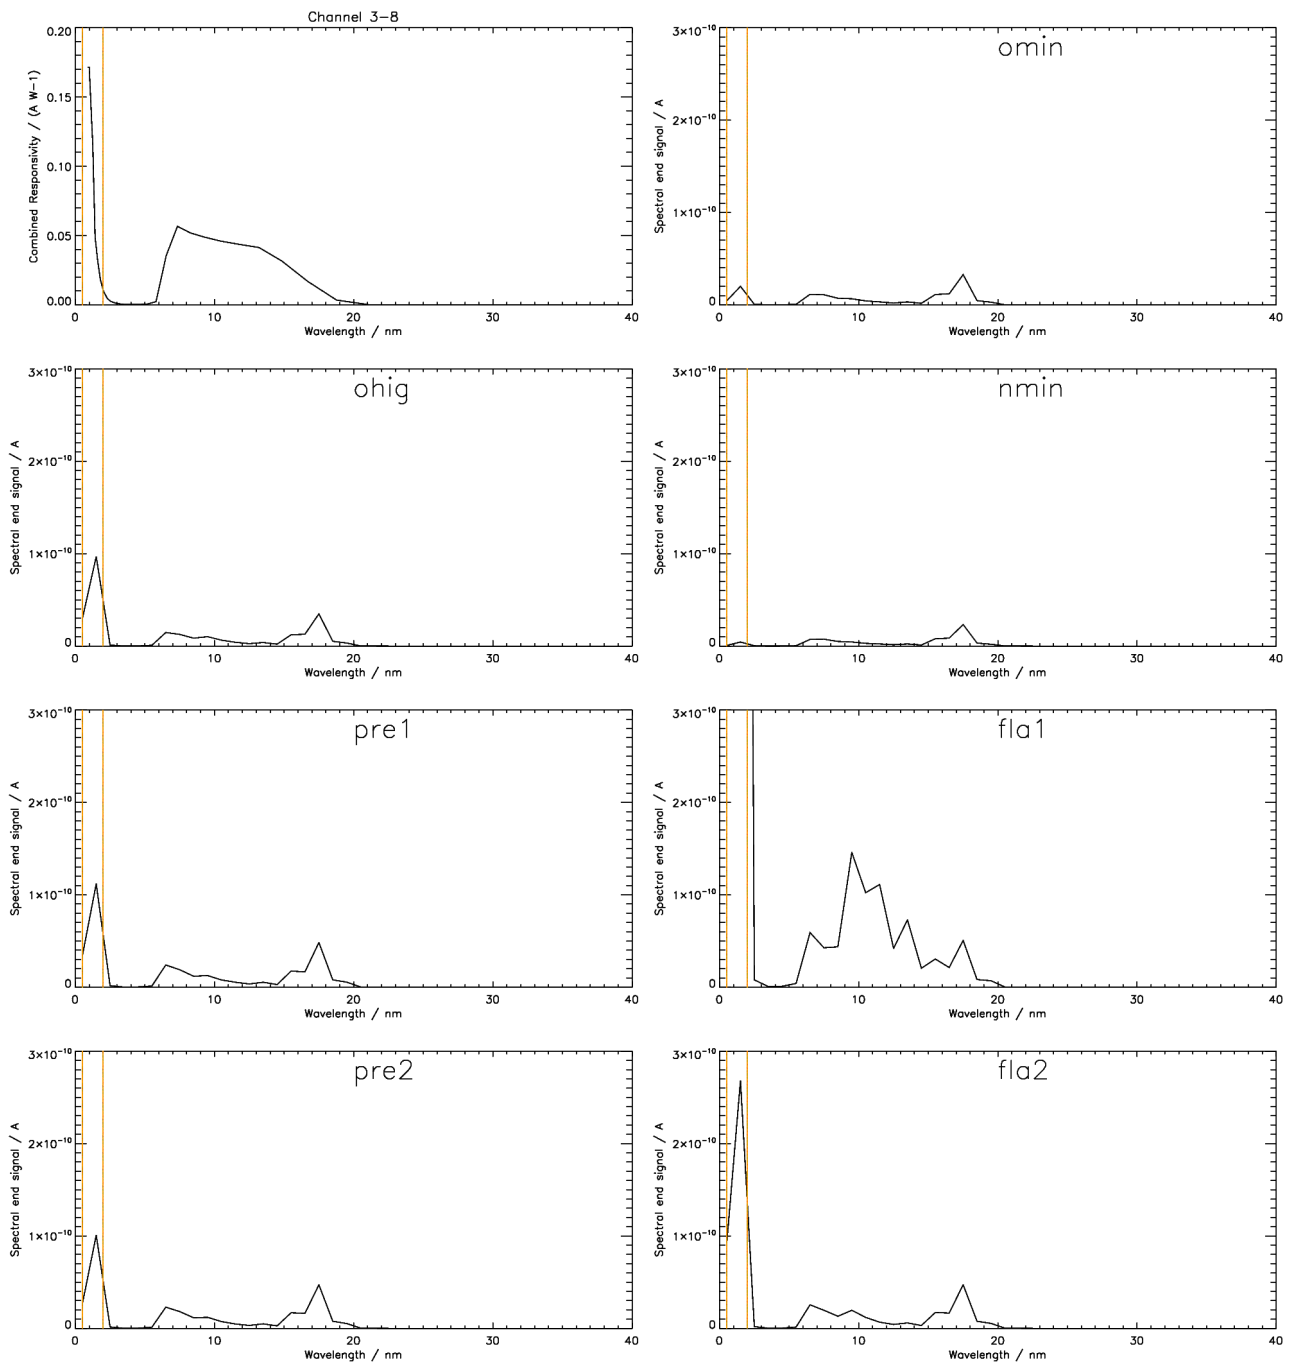 Channel 3-8
Combined Responsivity / (A W-1)
0.20
0.15
0.10
0.05
0.00
0 10 20 30 40
Wavelength / nm
omin
Spectral end signal / A
3×10⁻¹⁰
2×10⁻¹⁰
1×10⁻¹⁰
0
0 10 20 30 40
Wavelength / nm
ohig
Spectral end signal / A
3×10⁻¹⁰
2×10⁻¹⁰
1×10⁻¹⁰
0
0 10 20 30 40
Wavelength / nm
nmin
Spectral end signal / A
3×10⁻¹⁰
2×10⁻¹⁰
1×10⁻¹⁰
0
0 10 20 30 40
Wavelength / nm
pre1
Spectral end signal / A
3×10⁻¹⁰
2×10⁻¹⁰
1×10⁻¹⁰
0
0 10 20 30 40
Wavelength / nm
fla1
Spectral end signal / A
3×10⁻¹⁰
2×10⁻¹⁰
1×10⁻¹⁰
0
0 10 20 30 40
Wavelength / nm
pre2
Spectral end signal / A
3×10⁻¹⁰
2×10⁻¹⁰
1×10⁻¹⁰
0
0 10 20 30 40
Wavelength / nm
fla2
Spectral end signal / A
3×10⁻¹⁰
2×10⁻¹⁰
1×10⁻¹⁰
0
0 10 20 30 40
Wavelength / nm